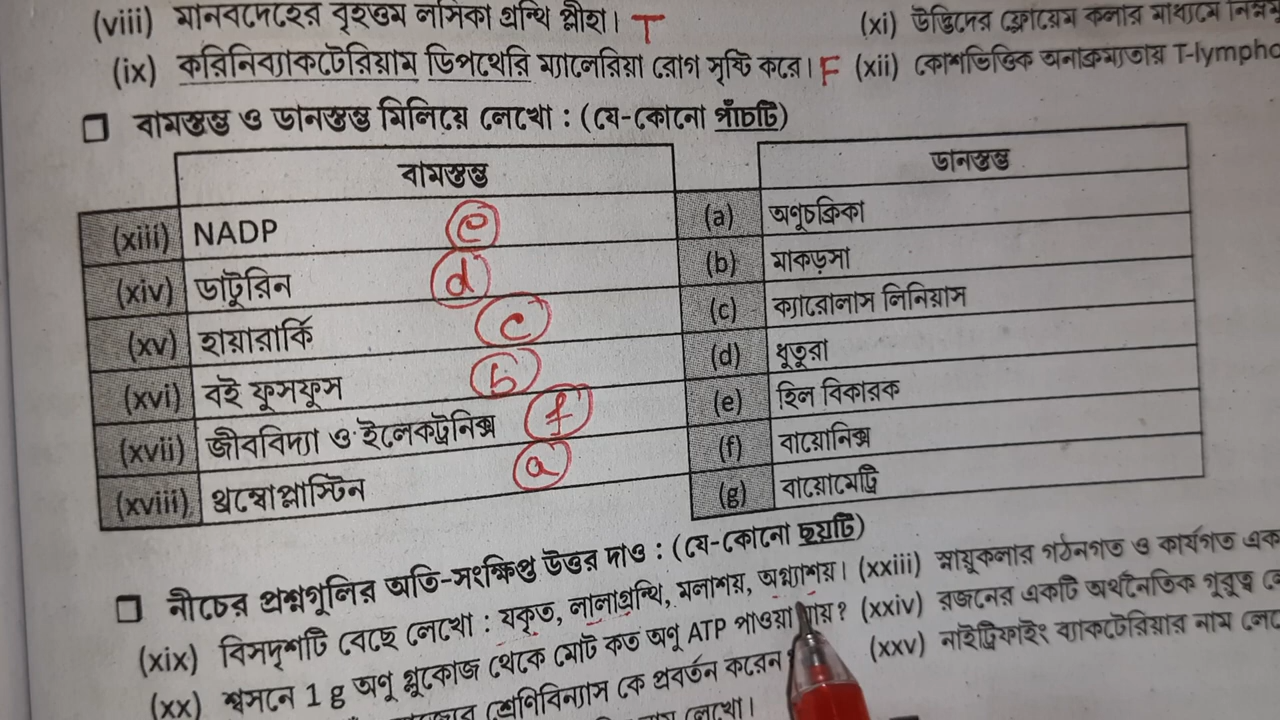 (viii) মানবদেহের বৃহত্তম লসিকা গ্রন্থি প্লীহা। T
(xi) উদ্ভিদের ফ্লোয়েম কলার মাধ্যমে নিম্নম
(ix) করিনিব্যাকটেরিয়াম ডিপথেরি ম্যালেরিয়া রোগ সৃষ্টি করে। F
(xii) কোশভিত্তিক অনাক্রম্যতায় T-lympho
□ বামস্তম্ভ ও ডানস্তম্ভ মিলিয়ে লেখো : (যে-কোনো পাঁচটি)
বামস্তম্ভ
ডানস্তম্ভ
(xiii) NADP e (a) অণুচক্রিকা
(xiv) ডাটুরিন d (b) মাকড়সা
(xv) হায়ারার্কি c (c) ক্যারোলাস লিনিয়াস
(xvi) বই ফুসফুস b (d) ধুতুরা
(xvii) জীববিদ্যা ও ইলেকট্রনিক্স f (e) হিল বিকারক
(xviii) থ্রম্বোপ্লাস্টিন a (f) বায়োনিক্স
(g) বায়োমেট্রি
□ নীচের প্রশ্নগুলির অতি-সংক্ষিপ্ত উত্তর দাও : (যে-কোনো ছয়টি)
(xix) বিসদৃশটি বেছে লেখো : যকৃত, লালাগ্রন্থি, মলাশয়, অগ্ন্যাশয়।
(xxiii) স্নায়ুকলার গঠনগত ও কার্যগত এক
(xx) শ্বসনে 1 g অণু গ্লুকোজ থেকে মোট কত অণু ATP পাওয়া যায়?
(xxiv) রজনের একটি অর্থনৈতিক গুরুত্ব
শ্রেণিবিন্যাস কে প্রবর্তন করেন
(xxv) নাইট্রিফাইং ব্যাকটেরিয়ার নাম
লেখো।